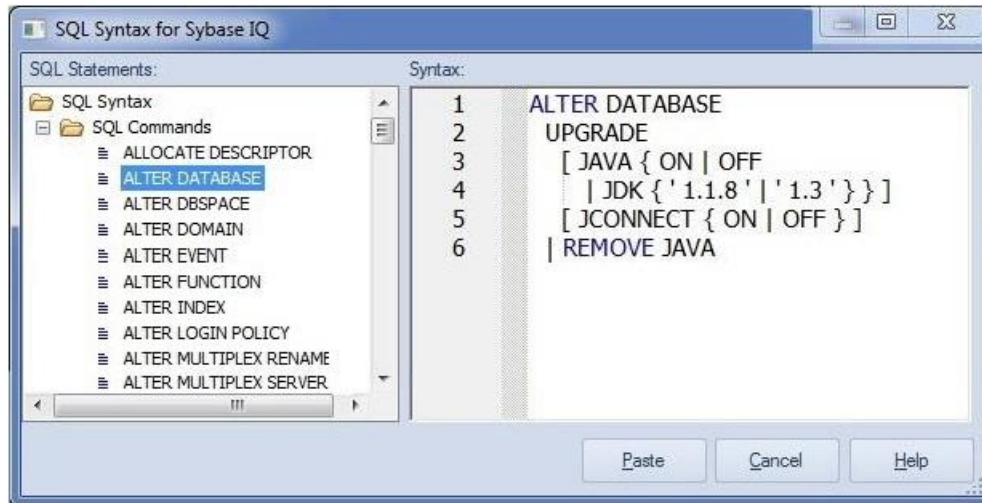 SQL Syntax for Sybase IQ
SQL Statements:
SQL Syntax
SQL Commands
ALLOCATE DESCRIPTOR
ALTER DATABASE
ALTER DBSPACE
ALTER DOMAIN
ALTER EVENT
ALTER FUNCTION
ALTER INDEX
ALTER LOGIN POLICY
ALTER MULTIPLEX RENAME
ALTER MULTIPLEX SERVER
Syntax:
1 ALTER DATABASE
2 UPGRADE
3 [ JAVA { ON | OFF
4 | JDK { ' 1.1.8 ' | ' 1.3 ' } } ]
5 [ JCONNECT { ON | OFF } ]
6 | REMOVE JAVA
Paste Cancel Help